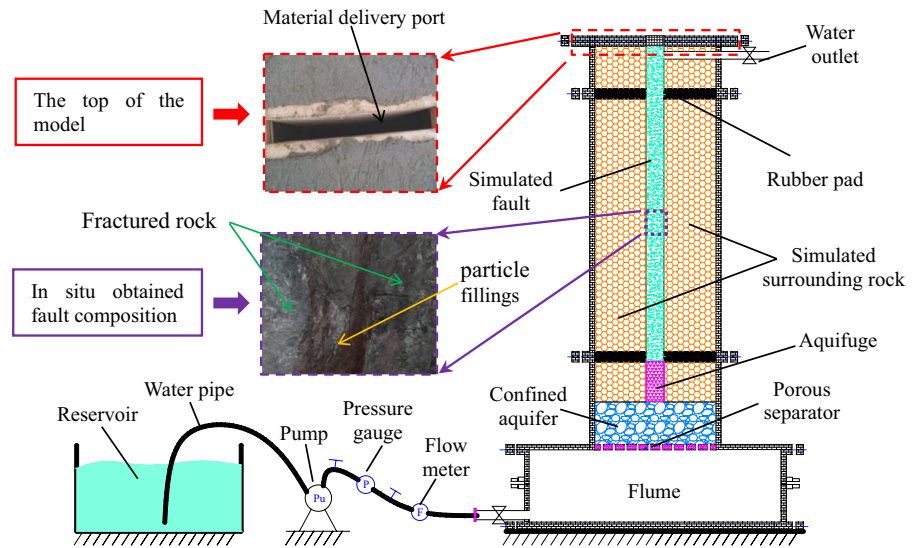 Material delivery port
Water
outlet
The top of the
model
Simulated
fault
Rubber pad
Fractured rock
Simulated
surrounding rock
In situ obtained
fault composition
particle
fillings
Aquifuge
Water pipe
Confined
aquifer
Porous
separator
Reservoir
Pressure
gauge
Pump
Flow
meter
Pu
P
F
Flume